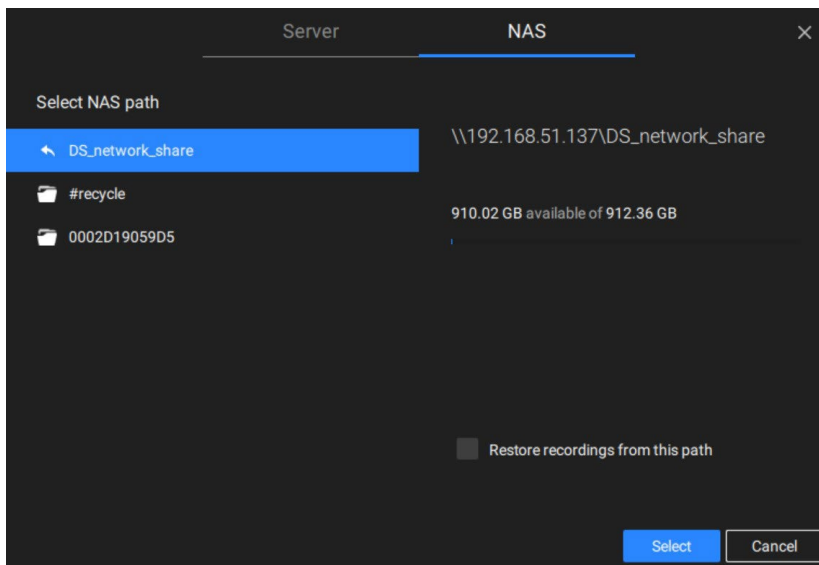 Server
NAS
Select NAS path
DS_network_share
#recycle
0002D19059D5
\\192.168.51.137\DS_network_share
910.02 GB available of 912.36 GB
Restore recordings from this path
Select
Cancel